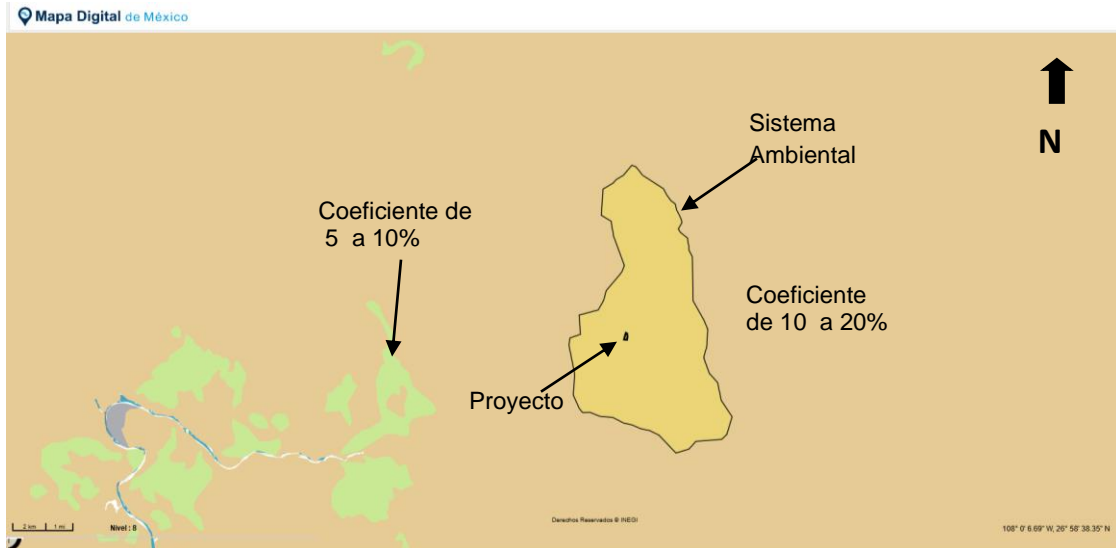 Mapa Digital de México
N
Sistema
Ambiental
Coeficiente de
5 a 10%
Coeficiente
de 10 a 20%
Proyecto
2 km 1 mi
Nivel : 8
Derechos Reservados © INEGI
108° 0' 6.69" W, 26° 58' 38.35" N